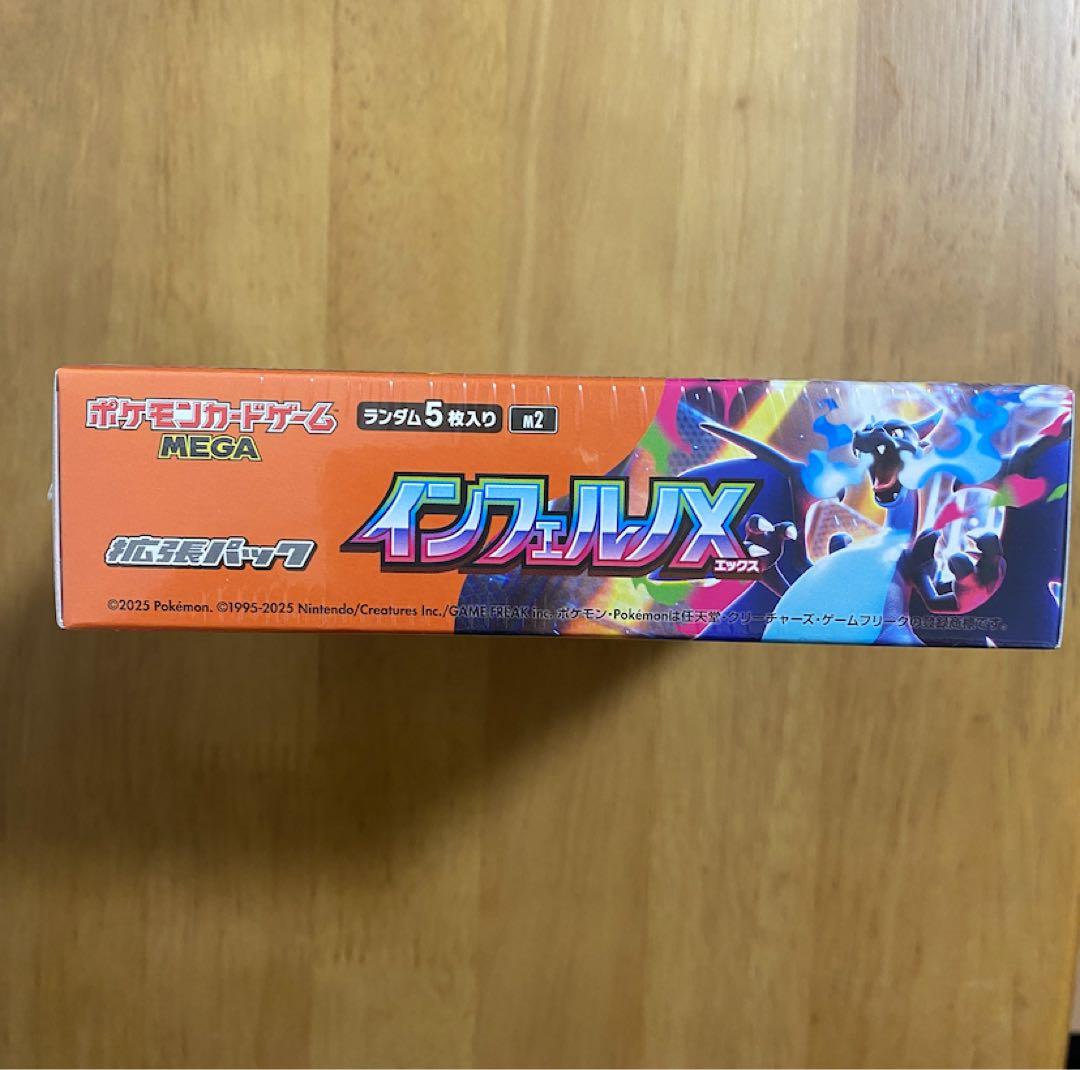 ポケモンカードゲーム™
MEGA
ランダム5枚入り
M2
インフェルノX
エックス
拡張パック
©2025 Pokémon. ©1995-2025 Nintendo/Creatures Inc./GAME FREAK inc. ポケモン・Pokémonは任天堂・クリーチャーズ・ゲームフリークの登録商標です。